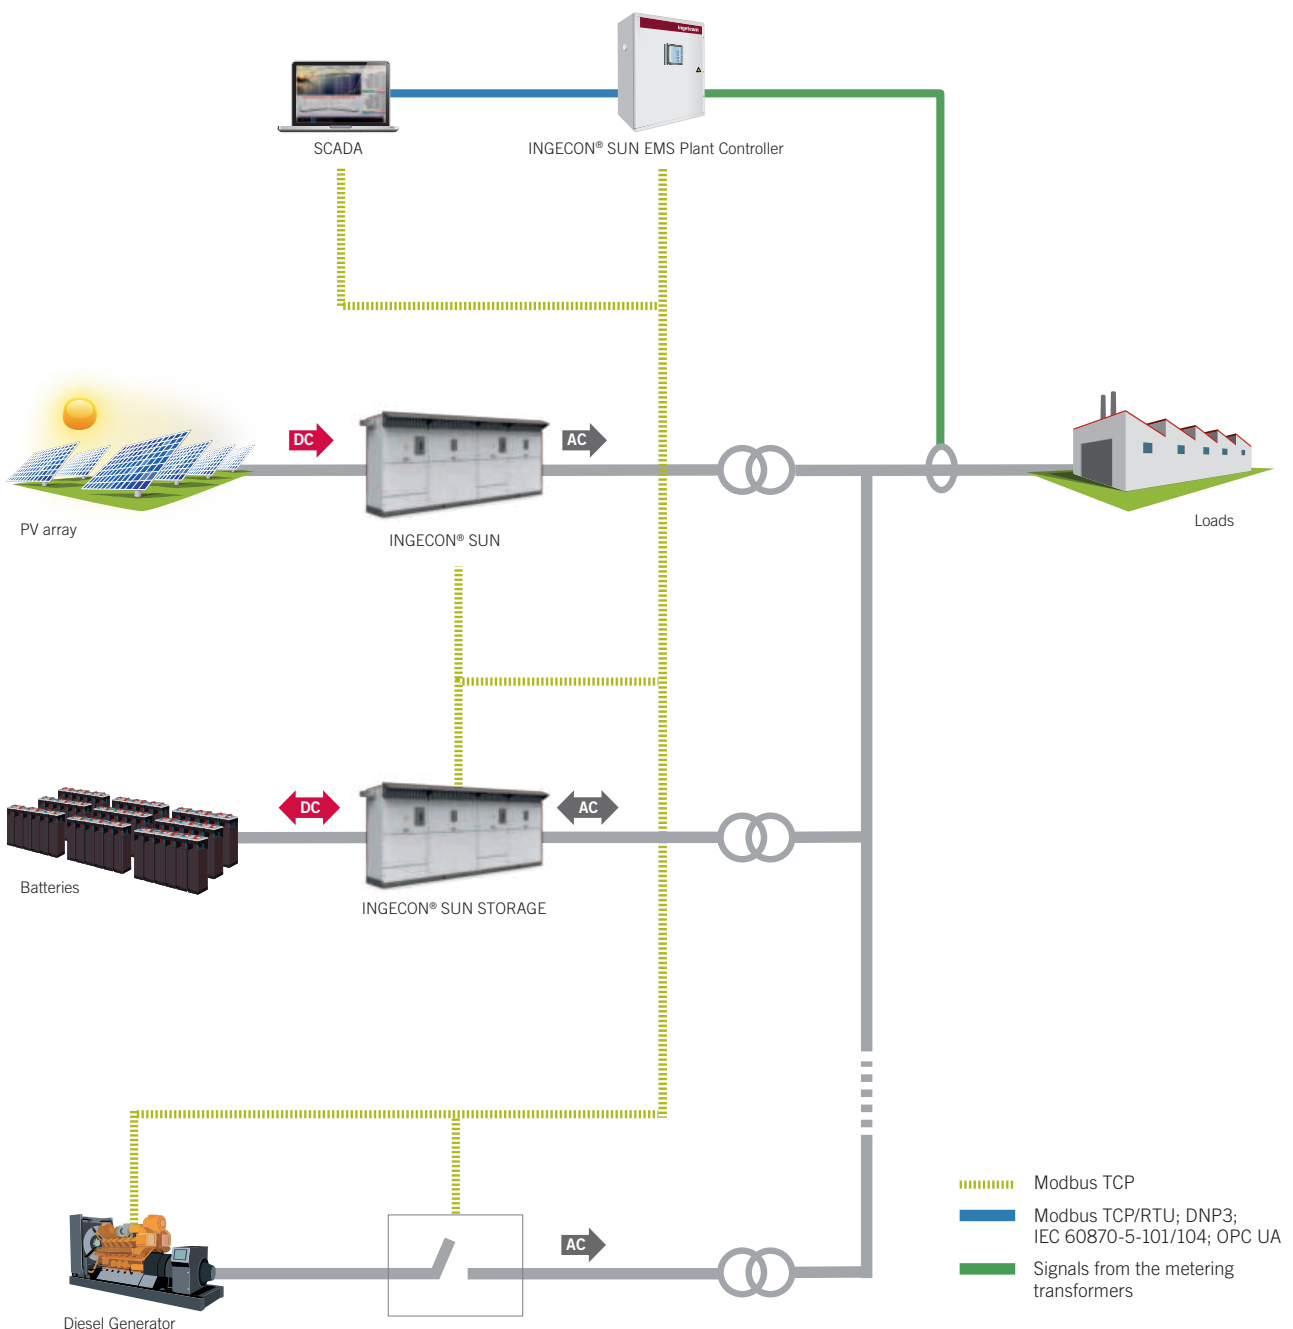 ingeteam
SCADA
INGECON® SUN EMS Plant Controller
DC
AC
PV array
INGECON® SUN
Loads
DC
AC
Batteries
INGECON® SUN STORAGE
Modbus TCP
Modbus TCP/RTU; DNP3;
IEC 60870-5-101/104; OPC UA
AC
Signals from the metering
transformers
Diesel Generator